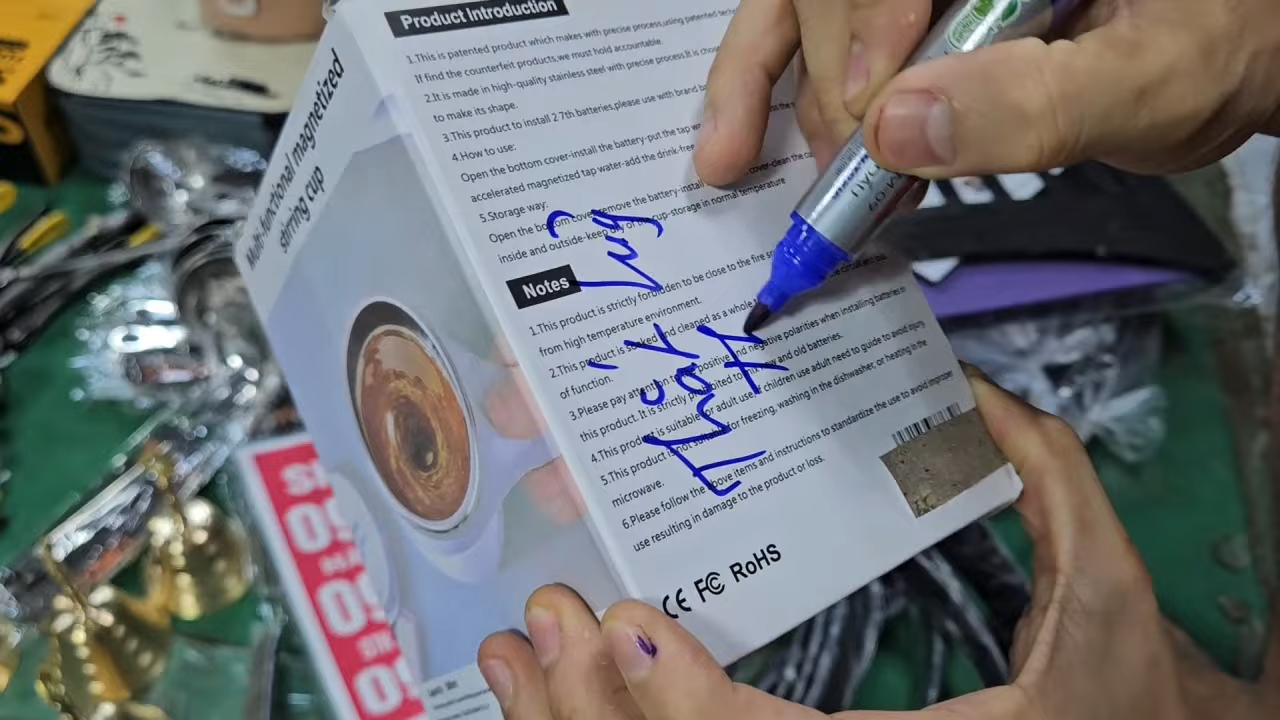 Multi-functional magnetized
stirring cup
Product Introduction
1.This is patented product which makes with precise process,using patented
If find the counterfeit products,we must hold accountable.
2.It is made in high-quality stainless steel with precise process.It is
to make its shape.
3.This product to install 2 7th batteries,please use with brand
4.How to use:
Open the bottom cover-install the battery-put the tap
accelerated magnetized tap water-add the drink-free
5.Storage way:
Open the bottom cover-remove the battery-install cover-clean the
inside and outside-keep dry of the cup-storage in normal temperature
Notes
1.This product is strictly forbidden to be close to the fire
from high temperature environment.
2.This product is soaked and cleaned as a whole
of function.
3.Please pay attention to positive and negative polarities when installing batteries in
this product. It is strictly prohibited to mix new and old batteries.
4.This product is suitable for adult use.If children use adult need to guide to avoid injury
5.This product is not suitable for freezing, washing in the dishwasher, or heating in the
microwave.
6.Please follow the above items and instructions to standardize the use to avoid improper
use resulting in damage to the product or loss.
CE FC RoHS